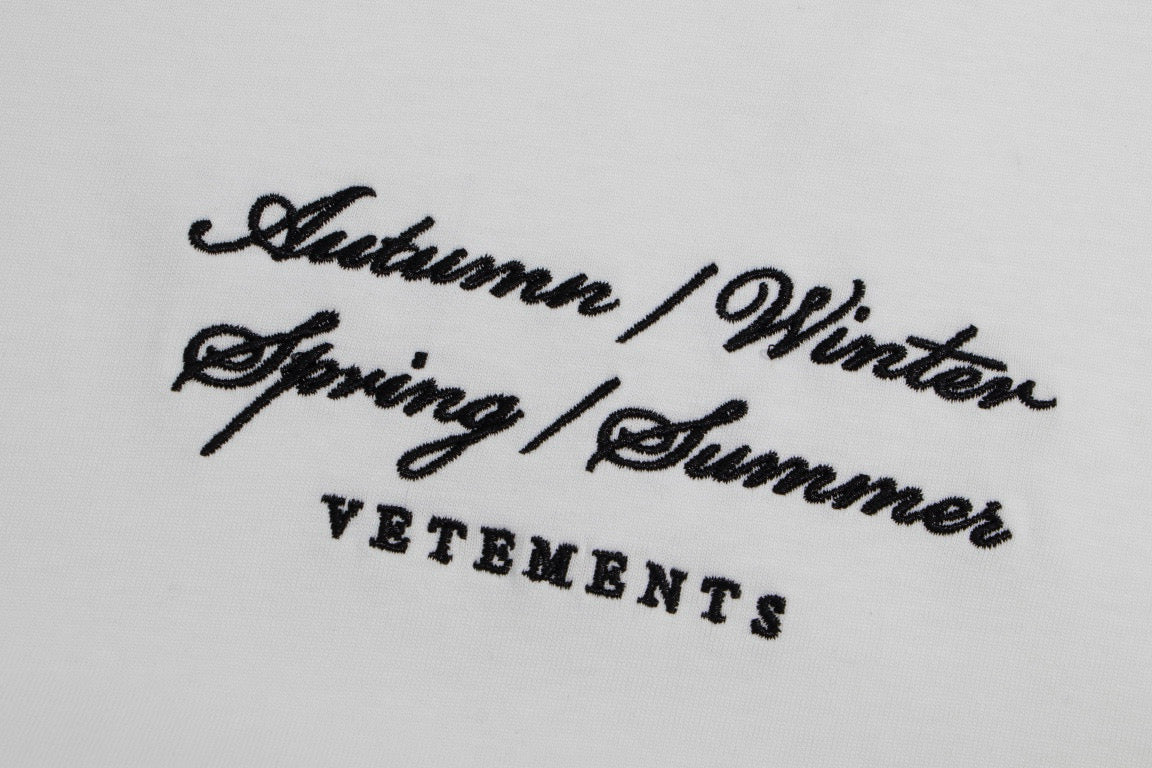 Autumn / Winter
Spring / Summer
VETEMENTS